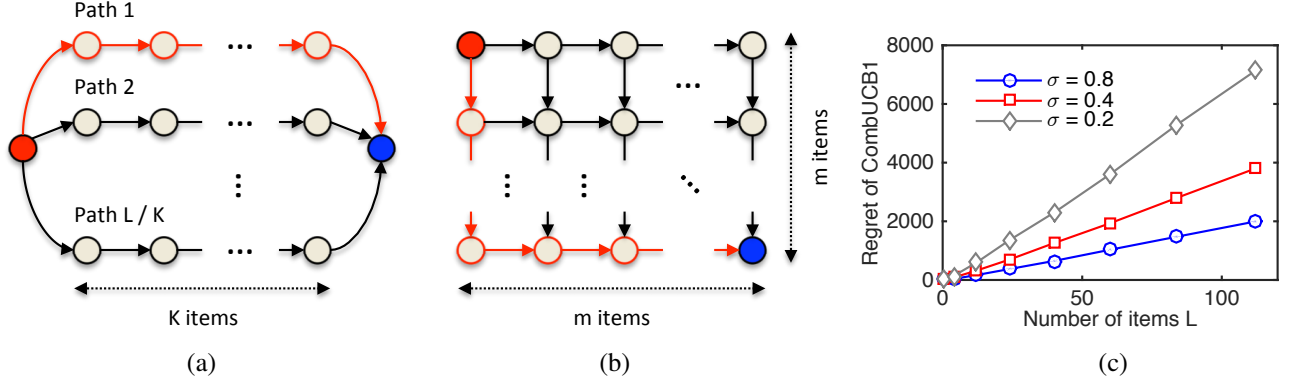 Path 1
Path 2
Path L / K
K items
(a)
m items
m items
(b)
Regret of CombUCB1
8000
6000
4000
2000
0
σ = 0.8
σ = 0.4
σ = 0.2
0 50 100
Number of items L
(c)